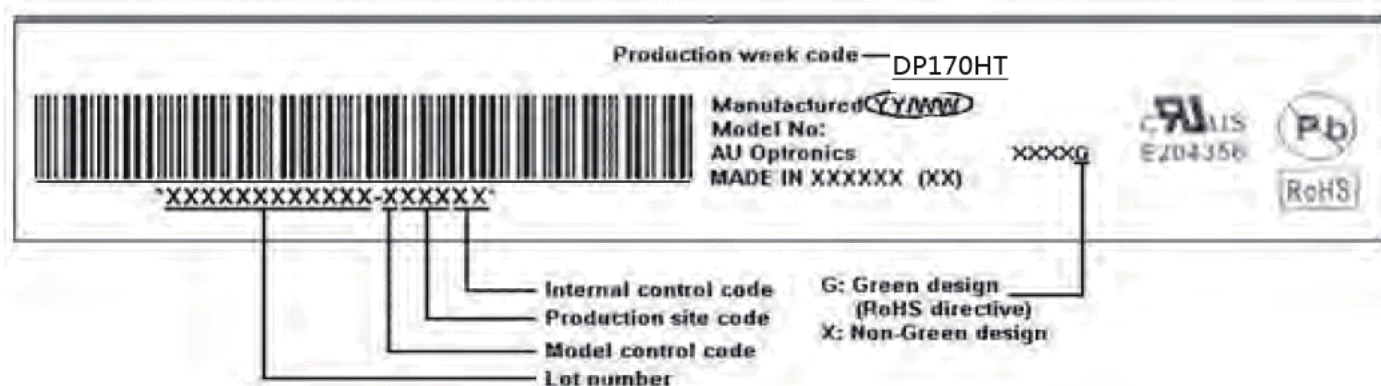 Production week code
DP170HT
Manufactured YY/WW
Model No:
AU Optronics XXXXG
MADE IN XXXXXX (XX)
c RU US
E204356
Pb
RoHS
*XXXXXXXXXXXX-XXXXXX*
Internal control code
Production site code
Model control code
Lot number
G: Green design
(RoHS directive)
X: Non-Green design